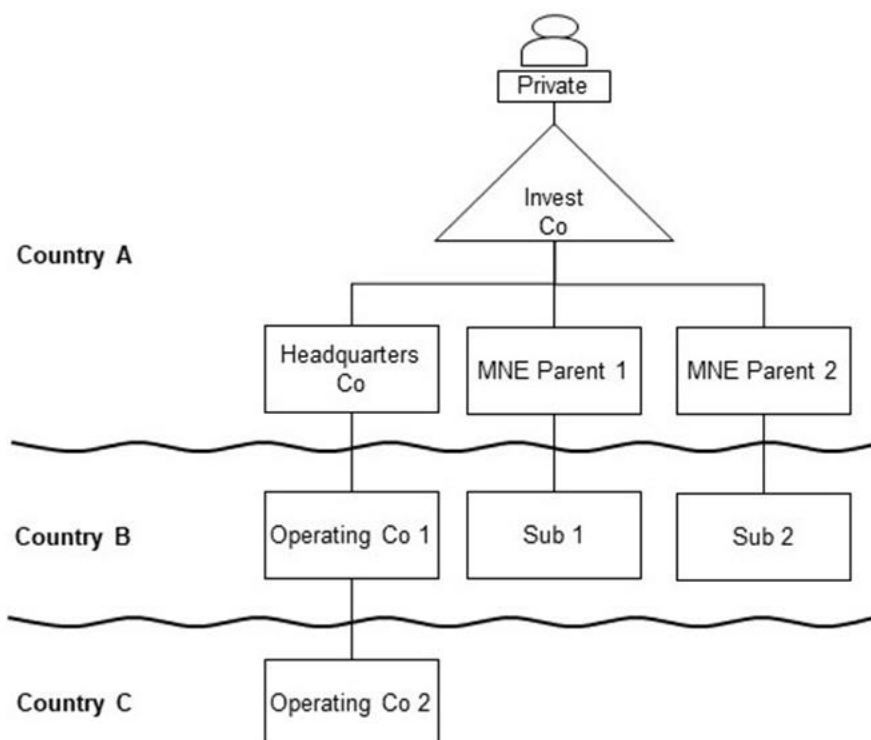 Private
Invest
Co
Country A
Headquarters
Co
MNE Parent 1
MNE Parent 2
Country B
Operating Co 1
Sub 1
Sub 2
Country C
Operating Co 2